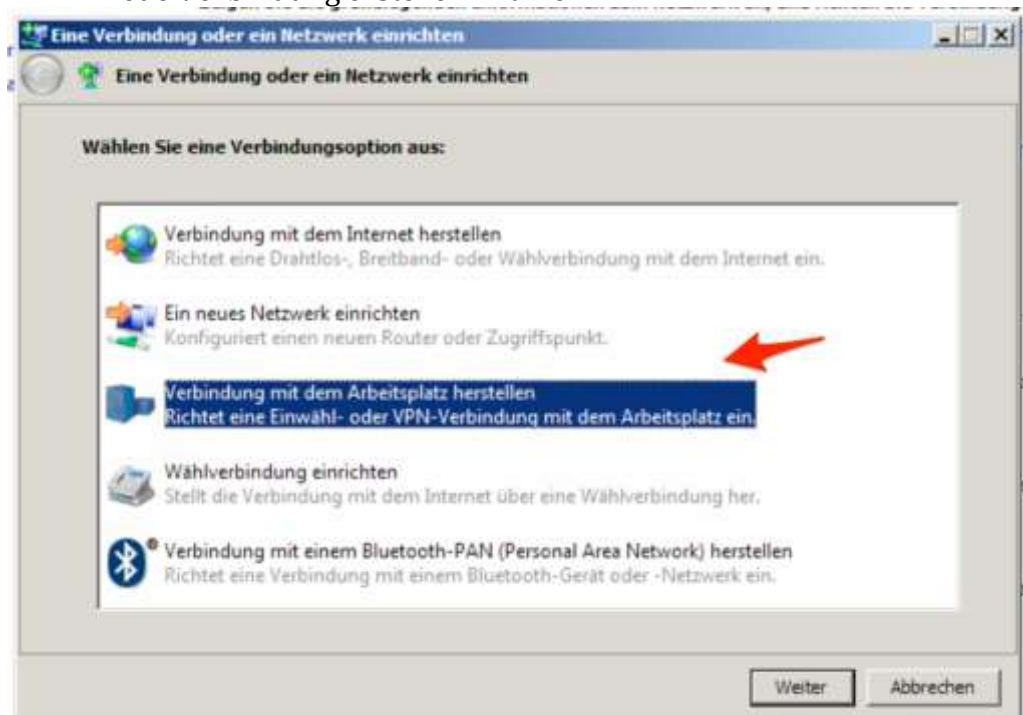 Eine Verbindung oder ein Netzwerk einrichten
Eine Verbindung oder ein Netzwerk einrichten
Wählen Sie eine Verbindungsoption aus:
Verbindung mit dem Internet herstellen
Richtet eine Drahtlos-, Breitband- oder Wählverbindung mit dem Internet ein.
Ein neues Netzwerk einrichten
Konfiguriert einen neuen Router oder Zugriffspunkt.
Verbindung mit dem Arbeitsplatz herstellen
Richtet eine Einwähl- oder VPN-Verbindung mit dem Arbeitsplatz ein.
Wählverbindung einrichten
Stellt die Verbindung mit dem Internet über eine Wählverbindung her.
Verbindung mit einem Bluetooth-PAN (Personal Area Network) herstellen
Richtet eine Verbindung mit einem Bluetooth-Gerät oder -Netzwerk ein.
Weiter
Abbrechen